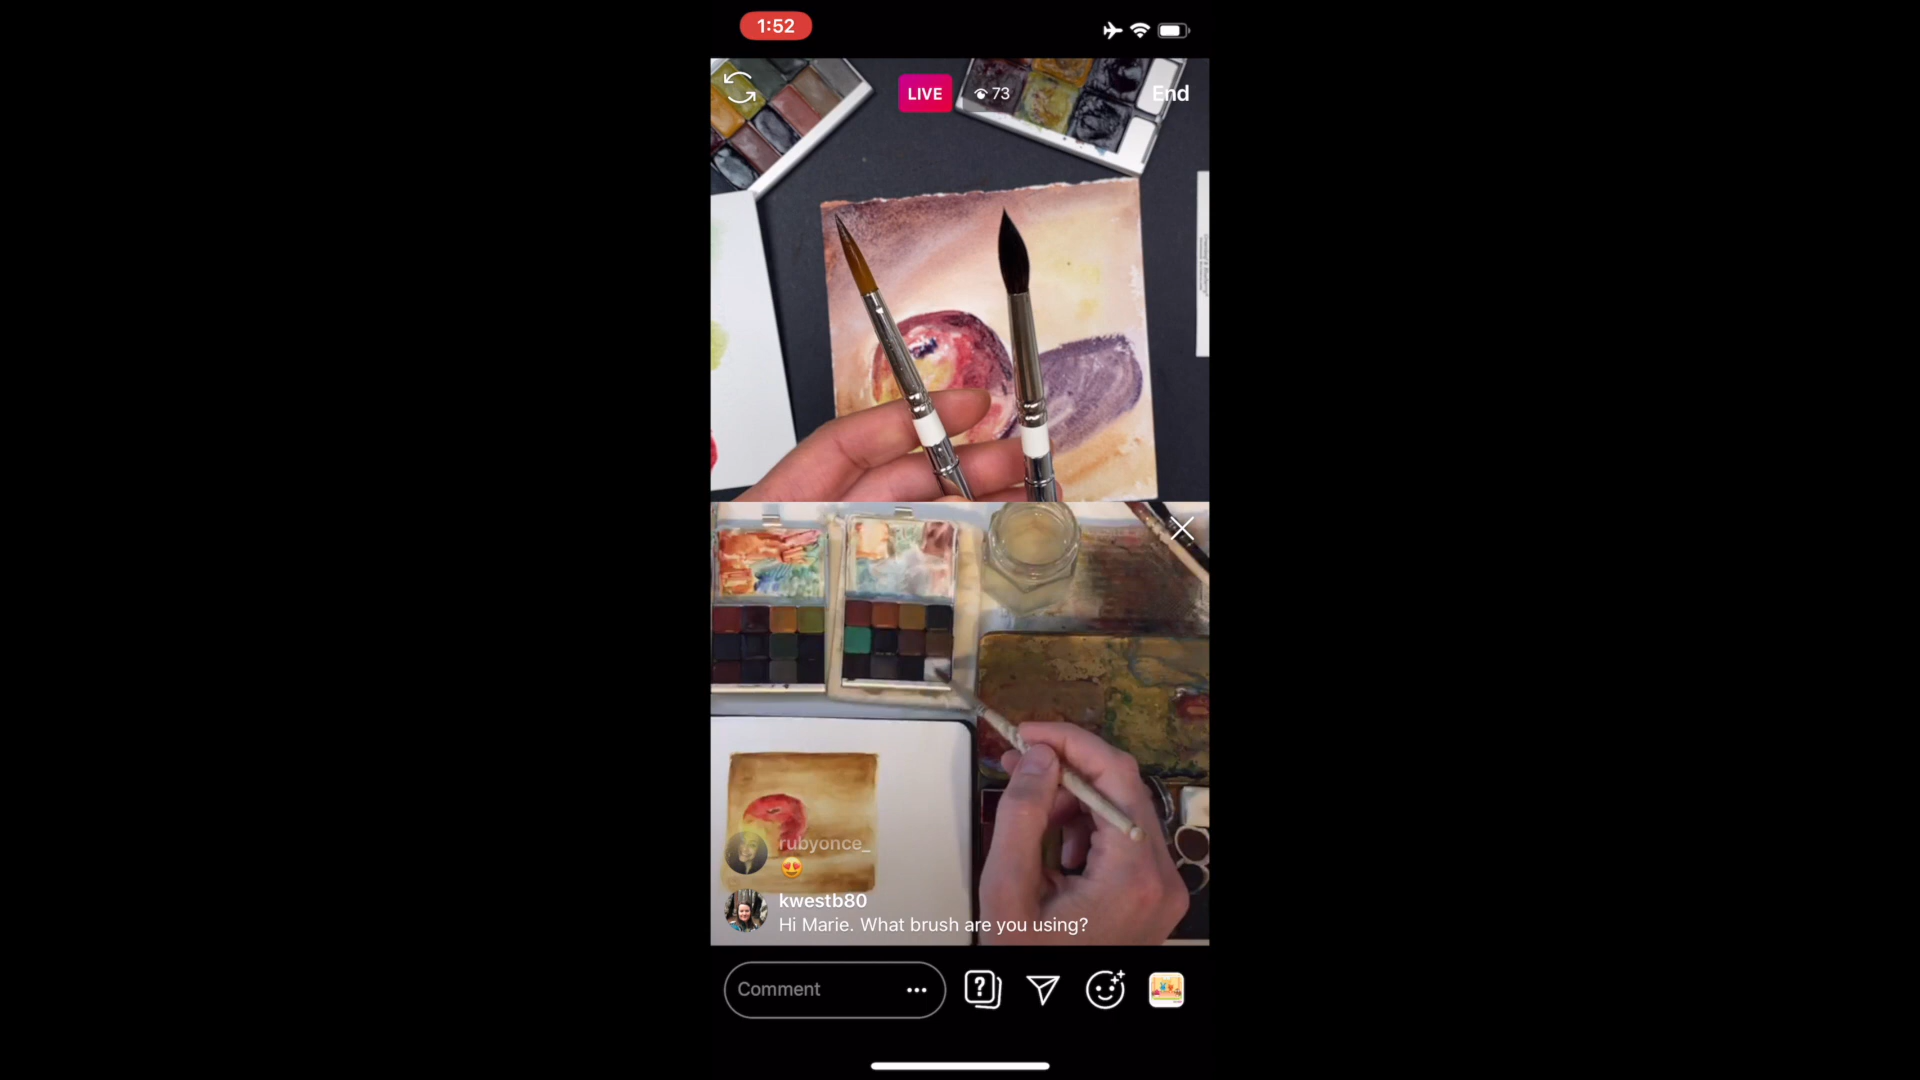 1:52
LIVE
73
End
rubyonce_
kwestb80
Hi Marie. What brush are you using?
Comment